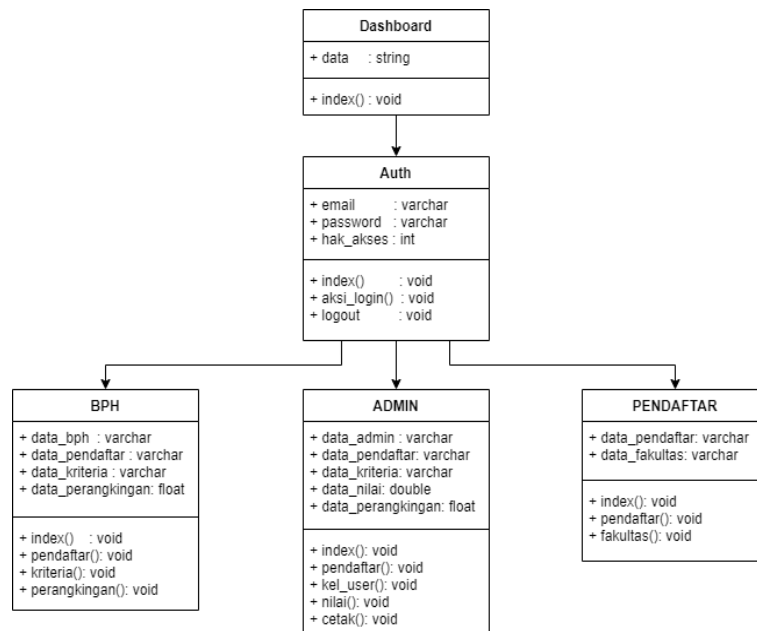 Dashboard
+ data : string
+ index() : void
Auth
+ email : varchar
+ password : varchar
+ hak_akses : int
+ index() : void
+ aksi_login() : void
+ logout : void
BPH
+ data_bph : varchar
+ data_pendaftar : varchar
+ data_kriteria : varchar
+ data_perangkingan: float
+ index() : void
+ pendaftar(): void
+ kriteria(): void
+ perangkingan(): void
ADMIN
+ data_admin : varchar
+ data_pendaftar: varchar
+ data_kriteria: varchar
+ data_nilai: double
+ data_perangkingan: float
+ index(): void
+ pendaftar(): void
+ kel_user(): void
+ nilai(): void
+ cetak(): void
PENDAFTAR
+ data_pendaftar: varchar
+ data_fakultas: varchar
+ index(): void
+ pendaftar(): void
+ fakultas(): void